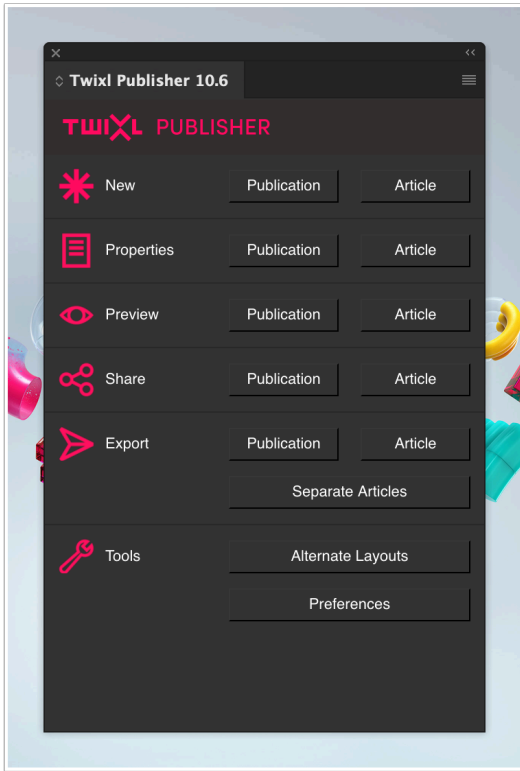 Twixl Publisher 10.6
TWIXL PUBLISHER
New Publication Article
Properties Publication Article
Preview Publication Article
Share Publication Article
Export Publication Article
Separate Articles
Tools Alternate Layouts
Preferences